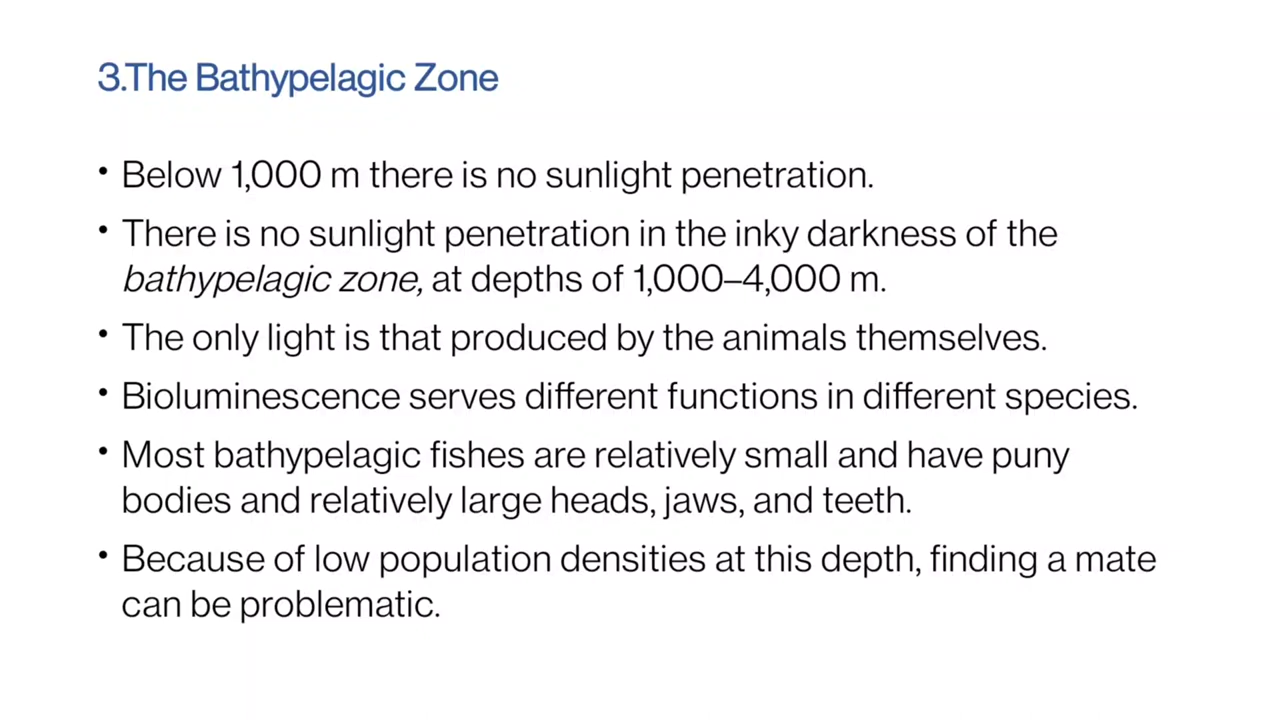 3.The Bathypelagic Zone
• Below 1,000 m there is no sunlight penetration.
• There is no sunlight penetration in the inky darkness of the
bathypelagic zone, at depths of 1,000–4,000 m.
• The only light is that produced by the animals themselves.
• Bioluminescence serves different functions in different species.
• Most bathypelagic fishes are relatively small and have puny
bodies and relatively large heads, jaws, and teeth.
• Because of low population densities at this depth, finding a mate
can be problematic.